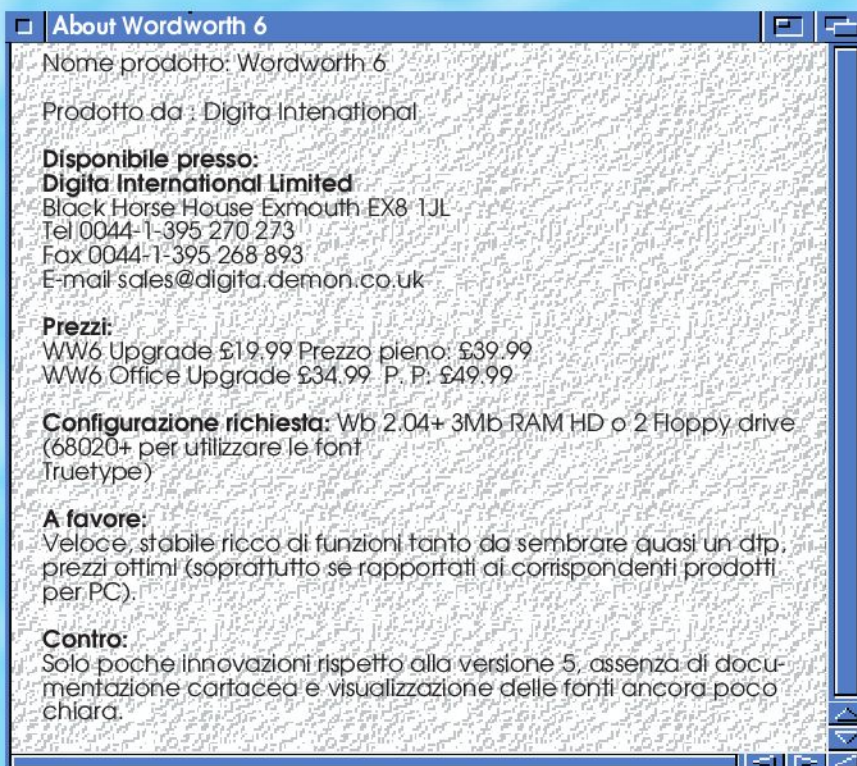 About Wordworth 6
Nome prodotto: Wordworth 6
Prodotto da : Digita Intenational
Disponibile presso:
Digita International Limited
Black Horse House Exmouth EX8 1JL
Tel 0044-1-395 270 273
Fax 0044-1-395 268 893
E-mail sales@digita.demon.co.uk
Prezzi:
WW6 Upgrade £19.99 Prezzo pieno: £39.99
WW6 Office Upgrade £34.99 P. P: £49.99
Configurazione richiesta: Wb 2.04+ 3Mb RAM HD o 2 Floppy drive
(68020+ per utilizzare le font
Truetype)
A favore:
Veloce, stabile ricco di funzioni tanto da sembrare quasi un dtp,
prezzi ottimi (soprattutto se rapportati ai corrispondenti prodotti
per PC).
Contro:
Solo poche innovazioni rispetto alla versione 5, assenza di docu-
mentazione cartacea e visualizzazione delle fonti ancora poco
chiara.